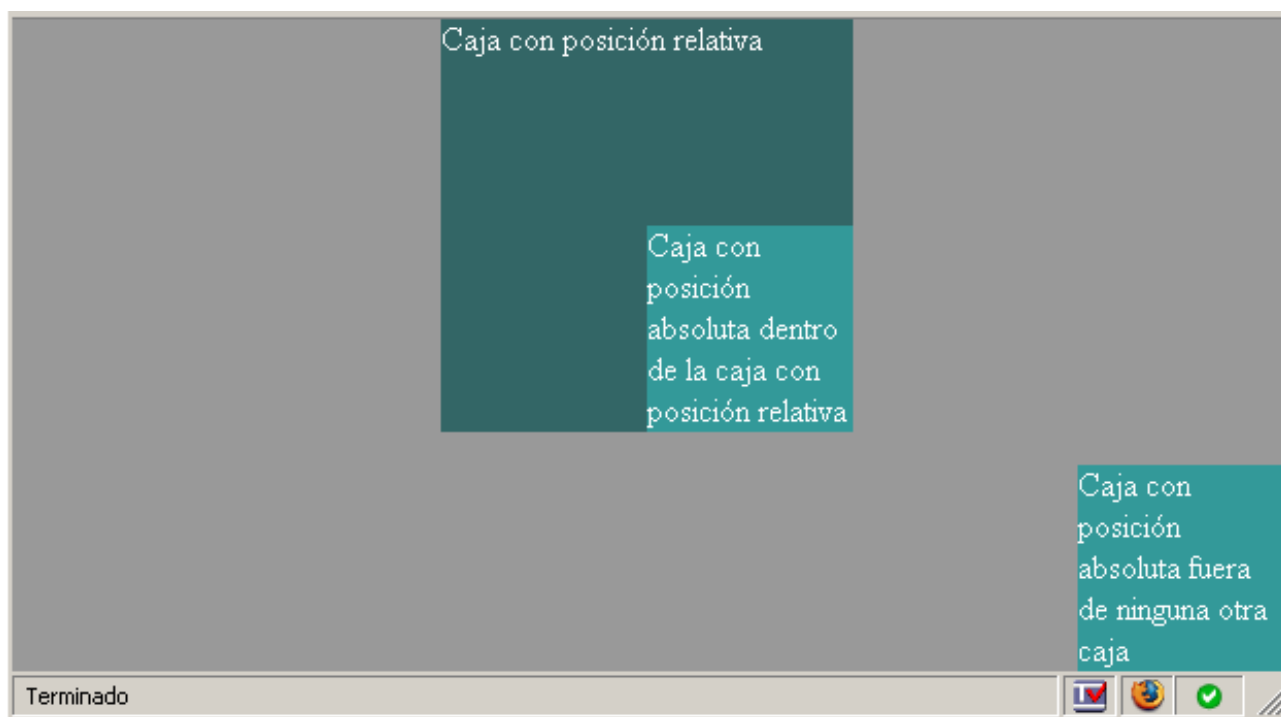 Caja con posición relativa
Caja con
posición
absoluta dentro
de la caja con
posición relativa
Caja con
posición
absoluta fuera
de ninguna otra
caja
Terminado